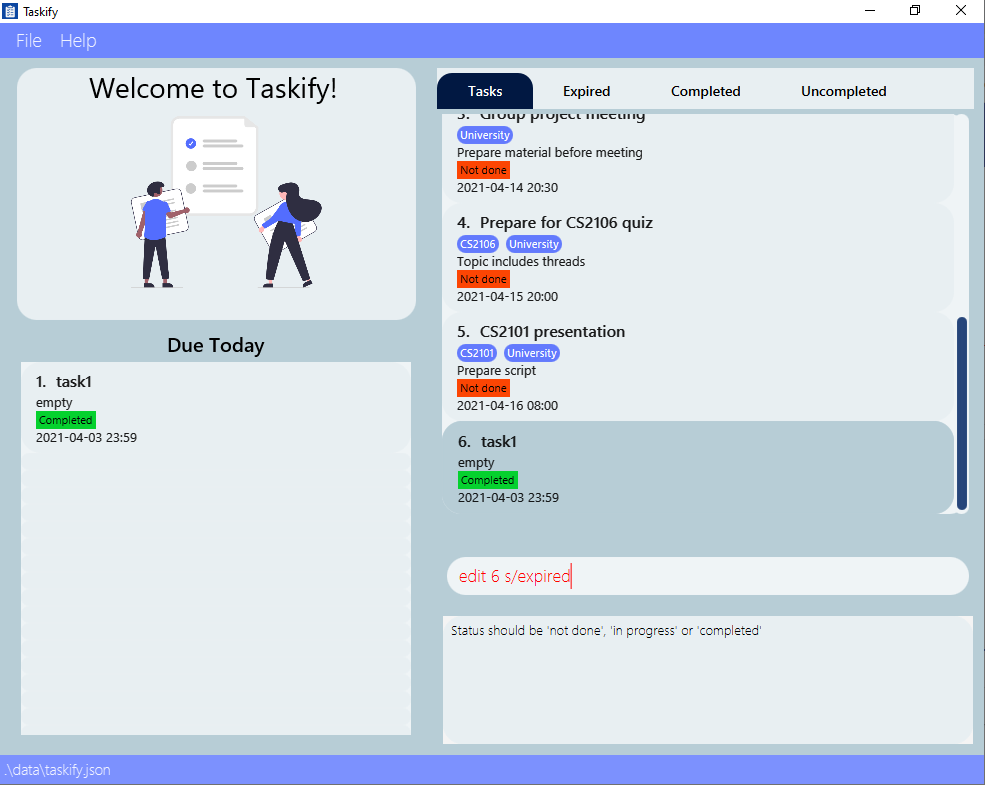 Taskify
File Help
Welcome to Taskify!
Due Today
1. task1
empty
Completed
2021-04-03 23:59
Tasks Expired Completed Uncompleted
3. Group project meeting
University
Prepare material before meeting
Not done
2021-04-14 20:30
4. Prepare for CS2106 quiz
CS2106 University
Topic includes threads
Not done
2021-04-15 20:00
5. CS2101 presentation
CS2101 University
Prepare script
Not done
2021-04-16 08:00
6. task1
empty
Completed
2021-04-03 23:59
edit 6 s/expired
Status should be 'not done', 'in progress' or 'completed'
.\data\taskify.json